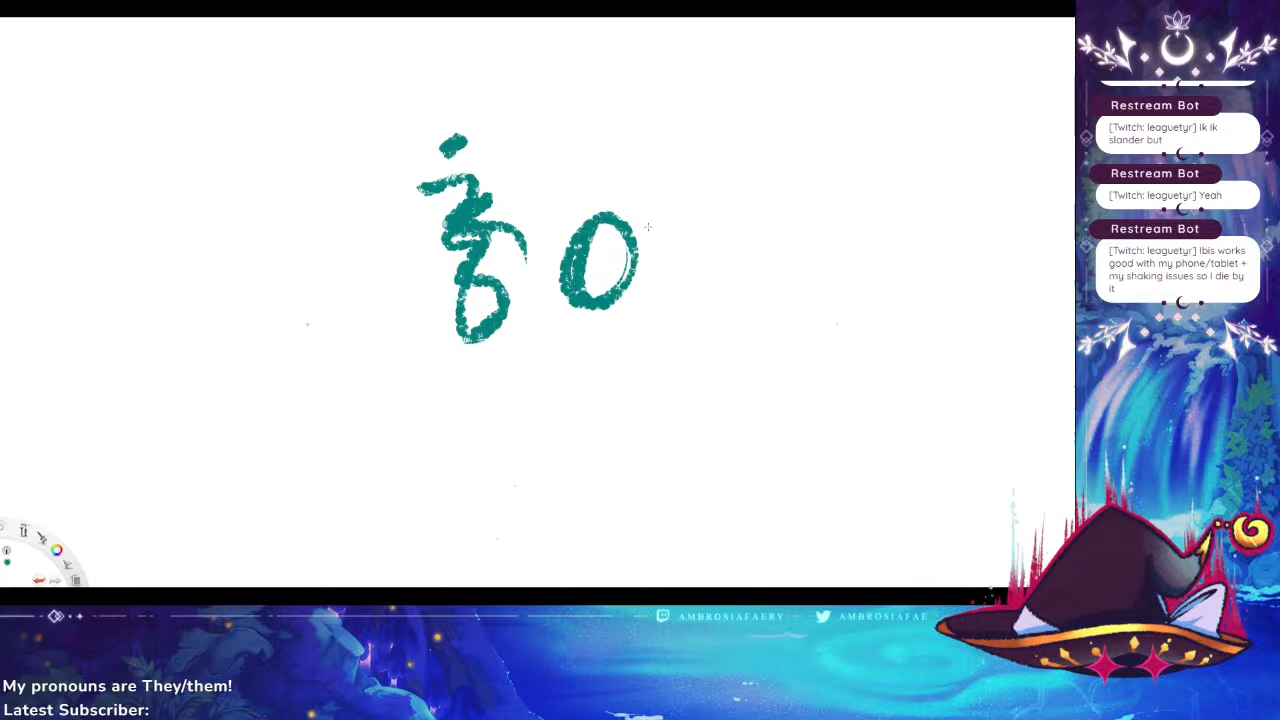 홍 0
Restream Bot
[Twitch: leaguetyr] Ik ik
slander but
Restream Bot
[Twitch: leaguetyr] Yeah
Restream Bot
[Twitch: leaguetyr] Ibis works
good with my phone/tablet +
my shaking issues so I die by
it
AMBROSIAFAERY AMBROSIAFAE
My pronouns are They/them!
Latest Subscriber: